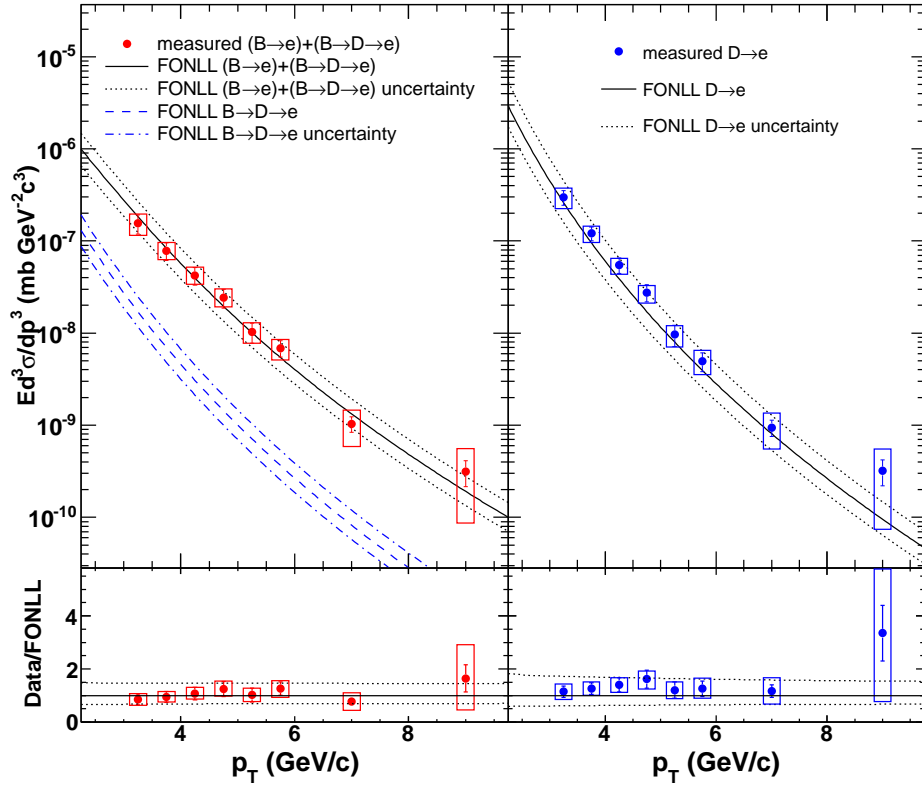 measured (B→e)+(B→D→e)
FONLL (B→e)+(B→D→e)
FONLL (B→e)+(B→D→e) uncertainty
FONLL B→D→e
FONLL B→D→e uncertainty
measured D→e
FONLL D→e
FONLL D→e uncertainty
Ed³σ/dp³ (mb GeV⁻²c³)
10⁻⁵
10⁻⁶
10⁻⁷
10⁻⁸
10⁻⁹
10⁻¹⁰
Data/FONLL
4
2
0
4 6 8
4 6 8
p_T (GeV/c)
p_T (GeV/c)